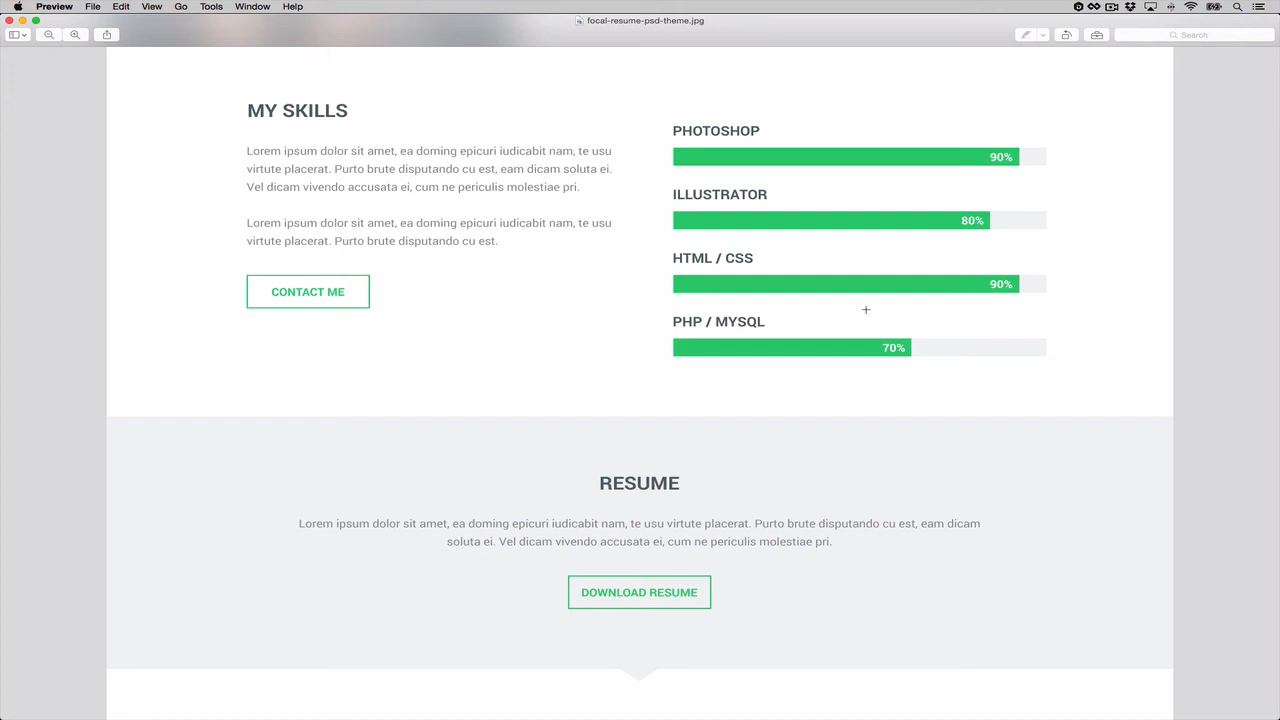 Preview File Edit View Go Tools Window Help
focal-resume-psd-theme.jpg
Search
MY SKILLS
Lorem ipsum dolor sit amet, ea doming epicuri iudicabit nam, te usu
virtute placerat. Purto brute disputando cu est, eam dicam soluta ei.
Vel dicam vivendo accusata ei, cum ne periculis molestiae pri.
Lorem ipsum dolor sit amet, ea doming epicuri iudicabit nam, te usu
virtute placerat. Purto brute disputando cu est.
CONTACT ME
PHOTOSHOP
90%
ILLUSTRATOR
80%
HTML / CSS
90%
PHP / MYSQL
70%
RESUME
Lorem ipsum dolor sit amet, ea doming epicuri iudicabit nam, te usu virtute placerat. Purto brute disputando cu est, eam dicam
soluta ei. Vel dicam vivendo accusata ei, cum ne periculis molestiae pri.
DOWNLOAD RESUME